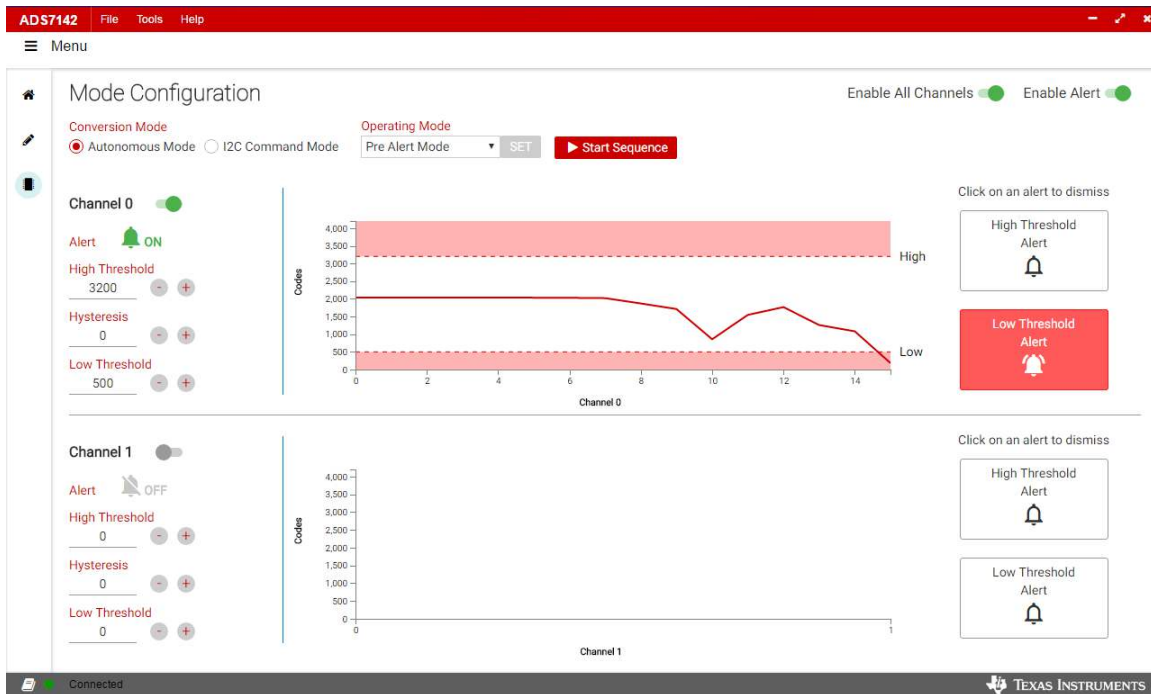 ADS7142 File Tools Help
Menu
Mode Configuration
Enable All Channels Enable Alert
Conversion Mode
Autonomous Mode I2C Command Mode
Operating Mode
Pre Alert Mode SET Start Sequence
Channel 0
Alert ON
High Threshold
3200 - +
Hysteresis
0 - +
Low Threshold
500 - +
Codes
4,000
3,500
3,000
2,500
2,000
1,500
1,000
500
0
0 2 4 6 8 10 12 14
Channel 0
High
Low
Click on an alert to dismiss
High Threshold
Alert
Low Threshold
Alert
Channel 1
Alert OFF
High Threshold
0 - +
Hysteresis
0 - +
Low Threshold
0 - +
Codes
4,000
3,500
3,000
2,500
2,000
1,500
1,000
500
0
0 1
Channel 1
Click on an alert to dismiss
High Threshold
Alert
Low Threshold
Alert
Connected
TEXAS INSTRUMENTS